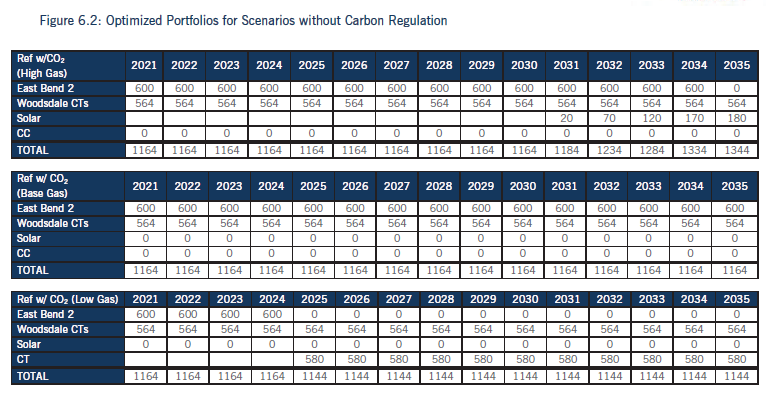 Figure 6.2: Optimized Portfolios for Scenarios without Carbon Regulation
Ref w/CO₂
(High Gas) 2021 2022 2023 2024 2025 2026 2027 2028 2029 2030 2031 2032 2033 2034 2035
East Bend 2 600 600 600 600 600 600 600 600 600 600 600 600 600 600 0
Woodsdale CTs 564 564 564 564 564 564 564 564 564 564 564 564 564 564 564
Solar 20 70 120 170 180
CC 0 0 0 0 0 0 0 0 0 0 0 0 0 0 0
TOTAL 1164 1164 1164 1164 1164 1164 1164 1164 1164 1164 1184 1234 1284 1334 1344
Ref w/ CO₂
(Base Gas) 2021 2022 2023 2024 2025 2026 2027 2028 2029 2030 2031 2032 2033 2034 2035
East Bend 2 600 600 600 600 600 600 600 600 600 600 600 600 600 600 600
Woodsdale CTs 564 564 564 564 564 564 564 564 564 564 564 564 564 564 564
Solar 0 0 0 0 0 0 0 0 0 0 0 0 0 0 0
CC 0 0 0 0 0 0 0 0 0 0 0 0 0 0 0
TOTAL 1164 1164 1164 1164 1164 1164 1164 1164 1164 1164 1164 1164 1164 1164 1164
Ref w/ CO₂ (Low Gas) 2021 2022 2023 2024 2025 2026 2027 2028 2029 2030 2031 2032 2033 2034 2035
East Bend 2 600 600 600 600 0 0 0 0 0 0 0 0 0 0 0
Woodsdale CTs 564 564 564 564 564 564 564 564 564 564 564 564 564 564 564
Solar 0 0 0 0 0 0 0 0 0 0 0 0 0 0 0
CT 580 580 580 580 580 580 580 580 580 580 580
TOTAL 1164 1164 1164 1164 1144 1144 1144 1144 1144 1144 1144 1144 1144 1144 1144